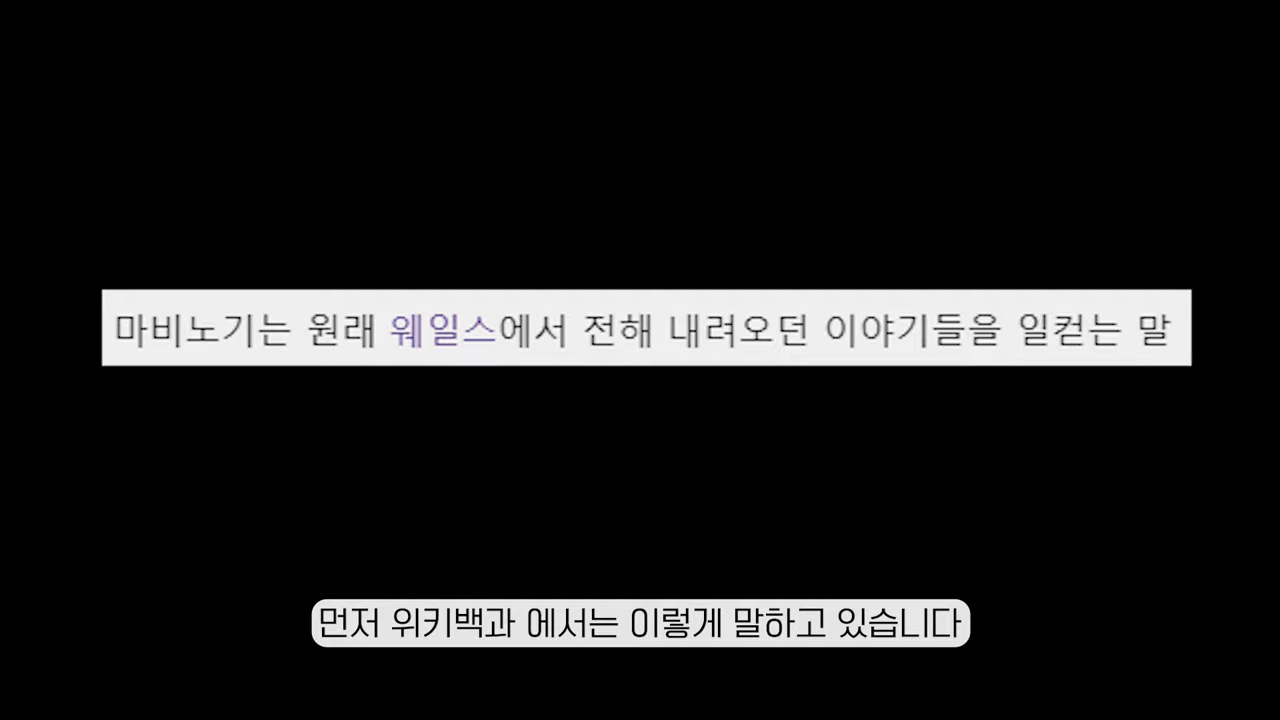 마비노기는 원래 웨일스에서 전해 내려오던 이야기들을 일컫는 말
먼저 위키백과 에서는 이렇게 말하고 있습니다